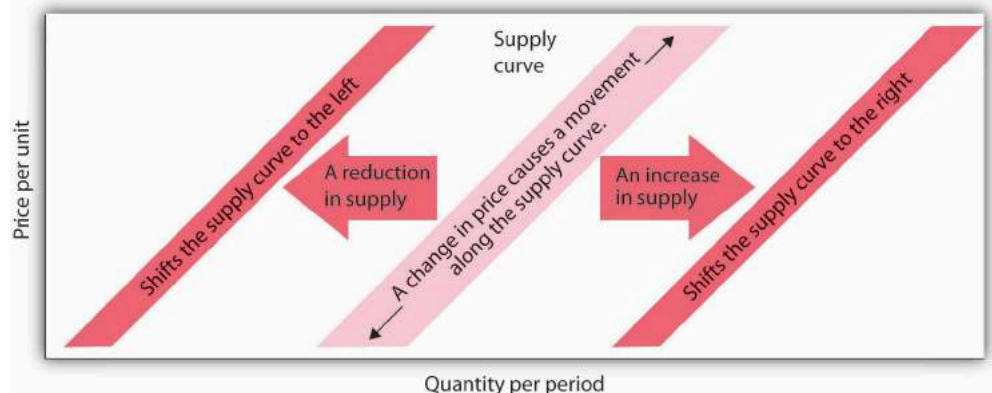 Supply
curve
Price per unit
Shifts the supply curve to the left
A reduction
in supply
A change in price causes a movement
along the supply curve.
An increase
in supply
Shifts the supply curve to the right
Quantity per period